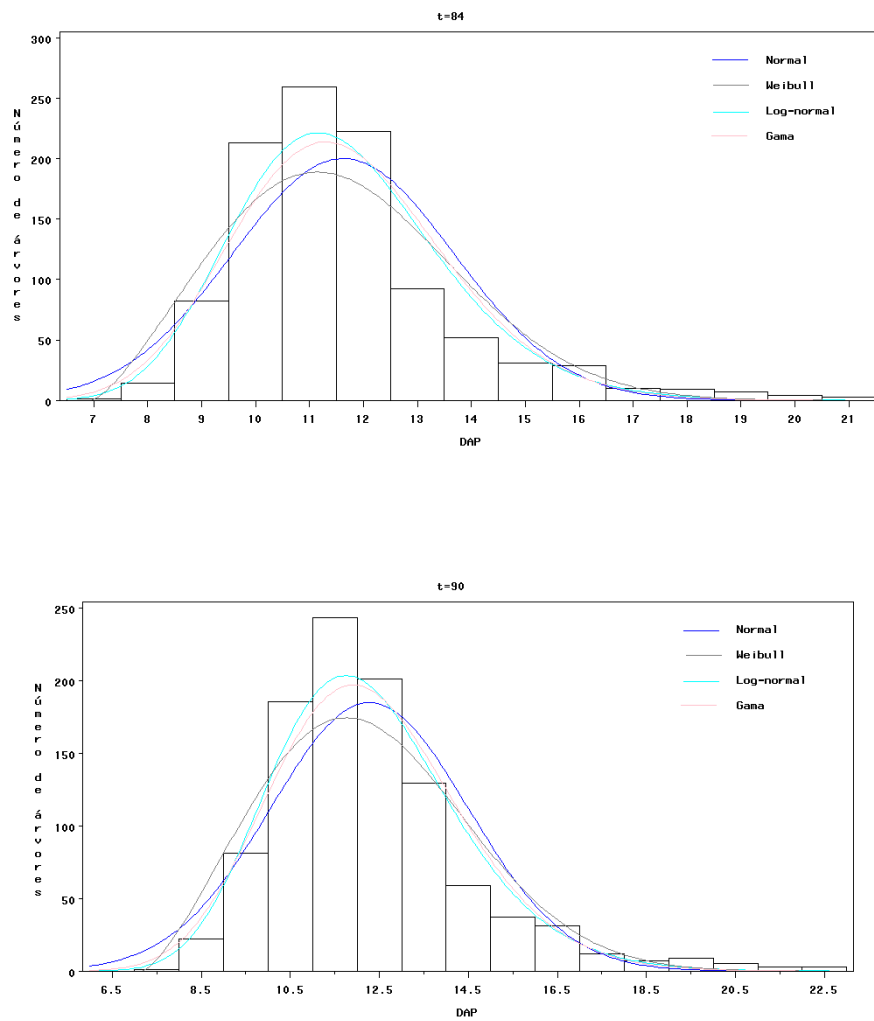 t=84
300
250
200
150
100
50
0
Número de árvores
Normal
Weibull
Log-normal
Gama
7 8 9 10 11 12 13 14 15 16 17 18 19 20 21
DAP
t=90
250
200
150
100
50
0
Número de árvores
Normal
Weibull
Log-normal
Gama
6.5 8.5 10.5 12.5 14.5 16.5 18.5 20.5 22.5
DAP